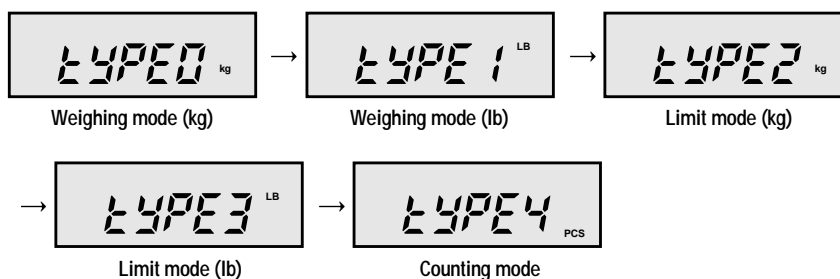 tYPE0 kg → tYPE1 LB → tYPE2 kg
Weighing mode (kg) Weighing mode (lb) Limit mode (kg)
→ tYPE3 LB → tYPE4 PCS
Limit mode (lb) Counting mode